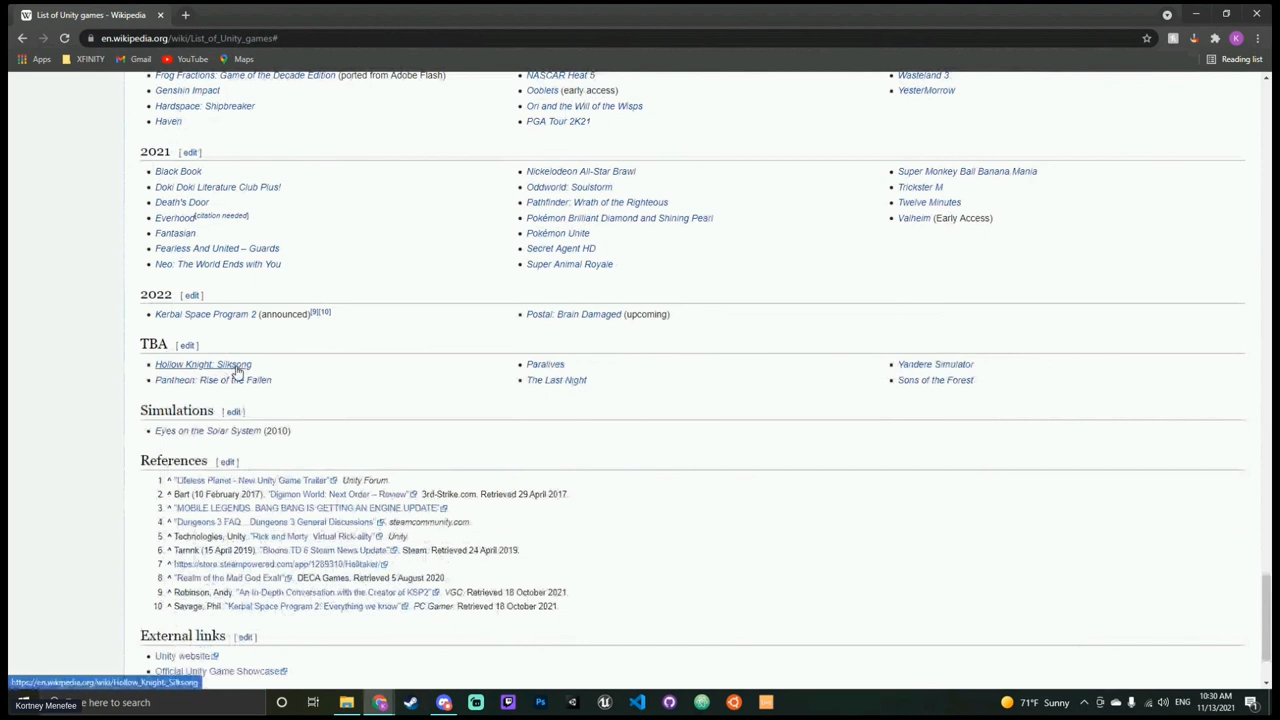 List of Unity games - Wikipedia
en.wikipedia.org/wiki/List_of_Unity_games#
K
Apps XFINITY Gmail YouTube Maps Reading list
Frog Fractions: Game of the Decade Edition (ported from Adobe Flash) NASCAR Heat 5 Wasteland 3
Genshin Impact Ooblets (early access) YesterMorrow
Hardspace: Shipbreaker Ori and the Will of the Wisps
Haven PGA Tour 2K21
2021 [ edit ]
Black Book Nickelodeon All-Star Brawl Super Monkey Ball Banana Mania
Doki Doki Literature Club Plus! Oddworld: Soulstorm Trickster M
Death's Door Pathfinder: Wrath of the Righteous Twelve Minutes
Everhood[citation needed] Pokémon Brilliant Diamond and Shining Pearl Valheim (Early Access)
Fantasian Pokémon Unite
Fearless And United – Guards Secret Agent HD
Neo: The World Ends with You Super Animal Royale
2022 [ edit ]
Kerbal Space Program 2 (announced)[9][10] Postal: Brain Damaged (upcoming)
TBA [ edit ]
Hollow Knight: Silksong Paralives Yandere Simulator
Pantheon: Rise of the Fallen The Last Night Sons of the Forest
Simulations [ edit ]
Eyes on the Solar System (2010)
References [ edit ]
1. ^ "Lifeless Planet - New Unity Game Trailer" Unity Forum.
2. ^ Bart (10 February 2017). "Digimon World: Next Order – Review" 3rd-Strike.com. Retrieved 29 April 2017.
3. ^ "MOBILE LEGENDS: BANG BANG IS GETTING AN ENGINE UPDATE"
4. ^ "Dungeons 3 FAQ... Dungeons 3 General Discussions" steamcommunity.com.
5. ^ Technologies, Unity. "Rick and Morty: Virtual Rick-ality" Unity.
6. ^ Tarnrk (15 April 2019). "Bloons TD 6 Steam News Update" Steam. Retrieved 24 April 2019.
7. ^ https://store.steampowered.com/app/1289310/Helltaker/
8. ^ "Realm of the Mad God Exalt" DECA Games. Retrieved 5 August 2020.
9. ^ Robinson, Andy. "An In-Depth Conversation with the Creator of KSP2" VGC. Retrieved 18 October 2021.
10. ^ Savage, Phil. "Kerbal Space Program 2: Everything we know" PC Gamer. Retrieved 18 October 2021.
External links [ edit ]
Unity website
Official Unity Game Showcase
https://en.wikipedia.org/wiki/Hollow_Knight:_Silksong
here to search 71°F Sunny ENG 10:30 AM
11/13/2021
Kortney Menefee